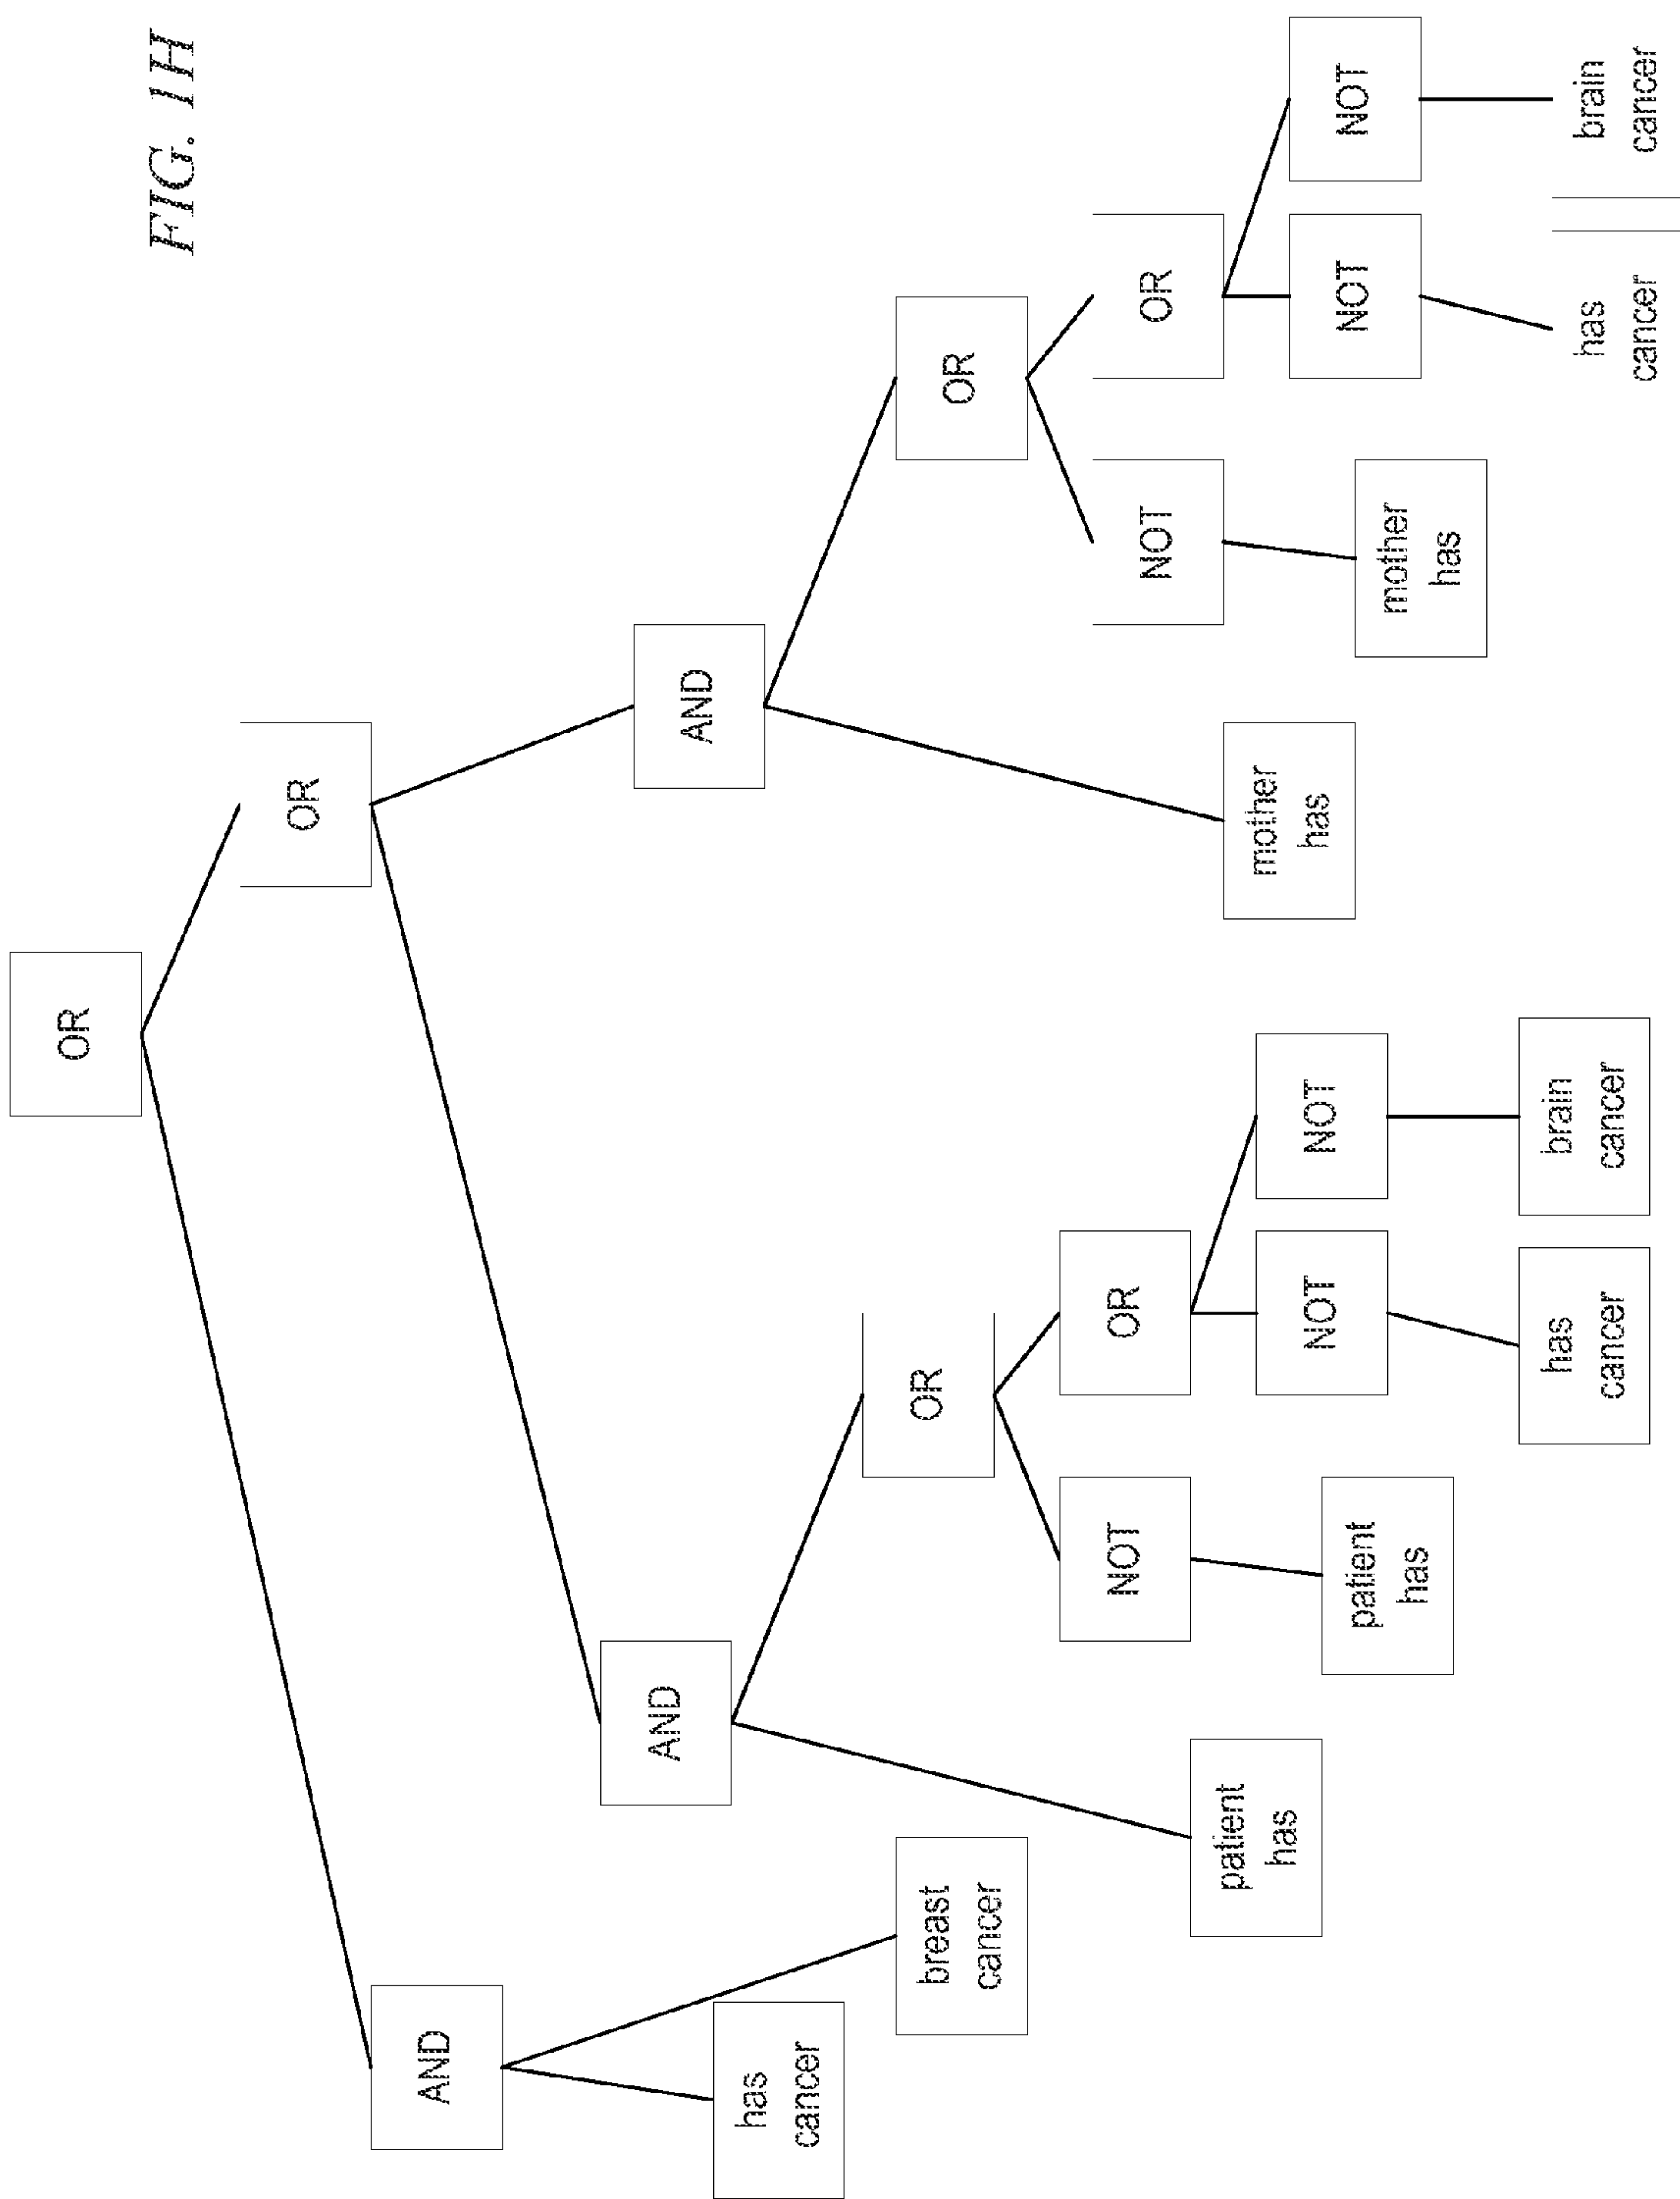 FIG. 1H
OR
OR
AND
AND
AND
has
cancer
breast
cancer
OR
OR
patient
has
mother
has
NOT
OR
NOT
OR
patient
has
NOT
NOT
mother
has
NOT
NOT
has
cancer
brain
cancer
has
cancer
brain
cancer